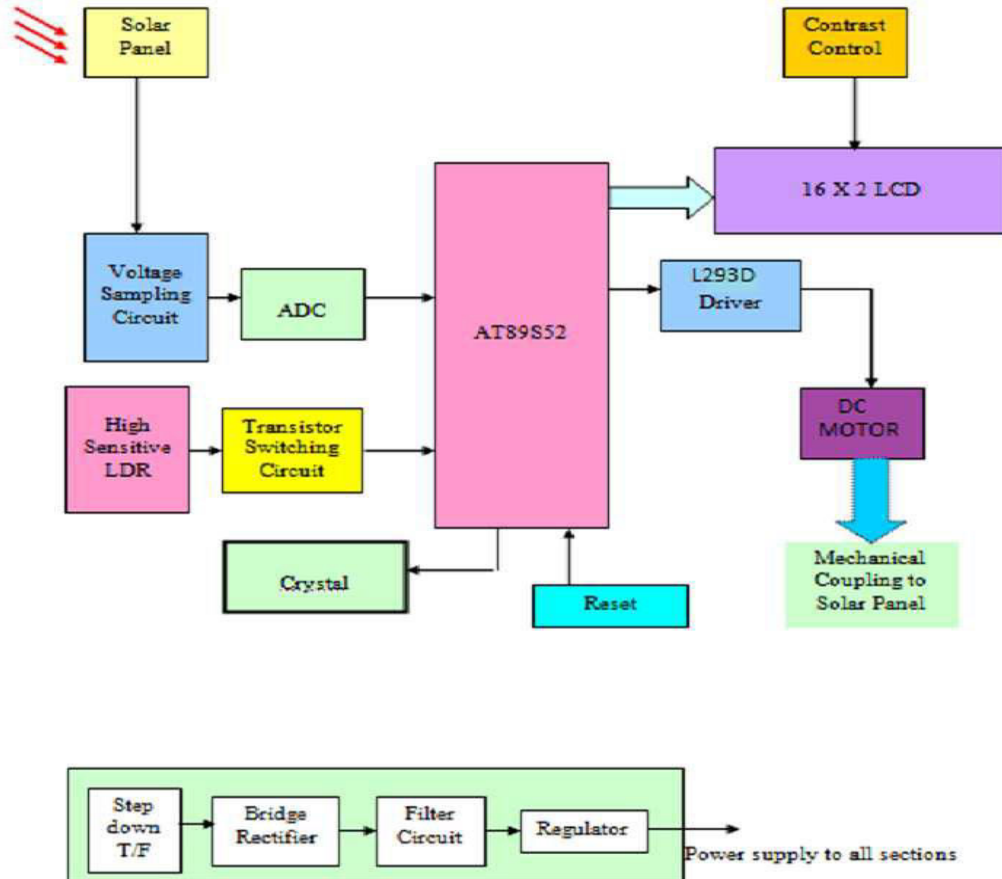 Solar
Panel
Contrast
Control
16 X 2 LCD
Voltage
Sampling
Circuit
ADC
AT89S52
L293D
Driver
High
Sensitive
LDR
Transistor
Switching
Circuit
DC
MOTOR
Crystal
Reset
Mechanical
Coupling to
Solar Panel
Step
down
T/F
Bridge
Rectifier
Filter
Circuit
Regulator
Power supply to all sections